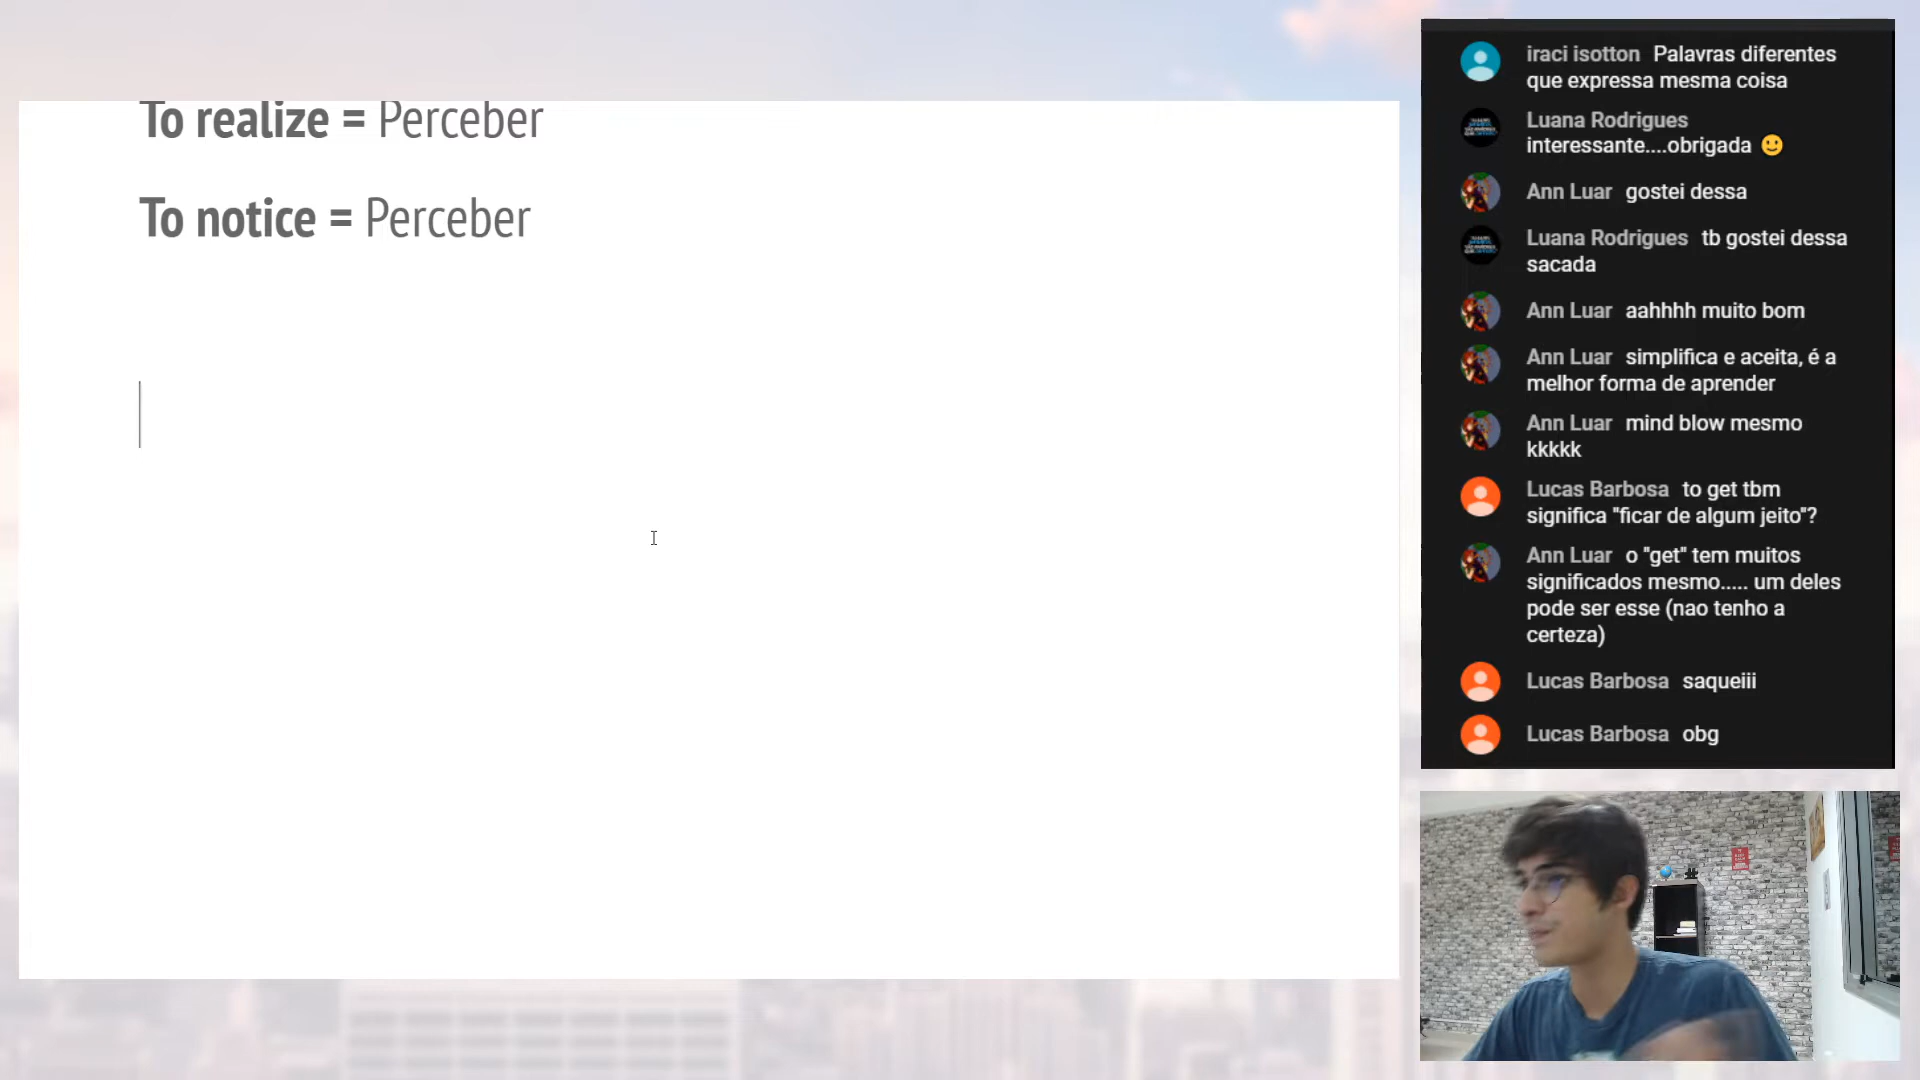 To realize = Perceber
To notice = Perceber
iraci isotton Palavras diferentes
que expressa mesma coisa
Luana Rodrigues
interessante....obrigada 🙂
Ann Luar gostei dessa
Luana Rodrigues tb gostei dessa
sacada
Ann Luar aahhhh muito bom
Ann Luar simplifica e aceita, é a
melhor forma de aprender
Ann Luar mind blow mesmo
kkkkk
Lucas Barbosa to get tbm
significa "ficar de algum jeito"?
Ann Luar o "get" tem muitos
significados mesmo..... um deles
pode ser esse (nao tenho a
certeza)
Lucas Barbosa saqueiii
Lucas Barbosa obg